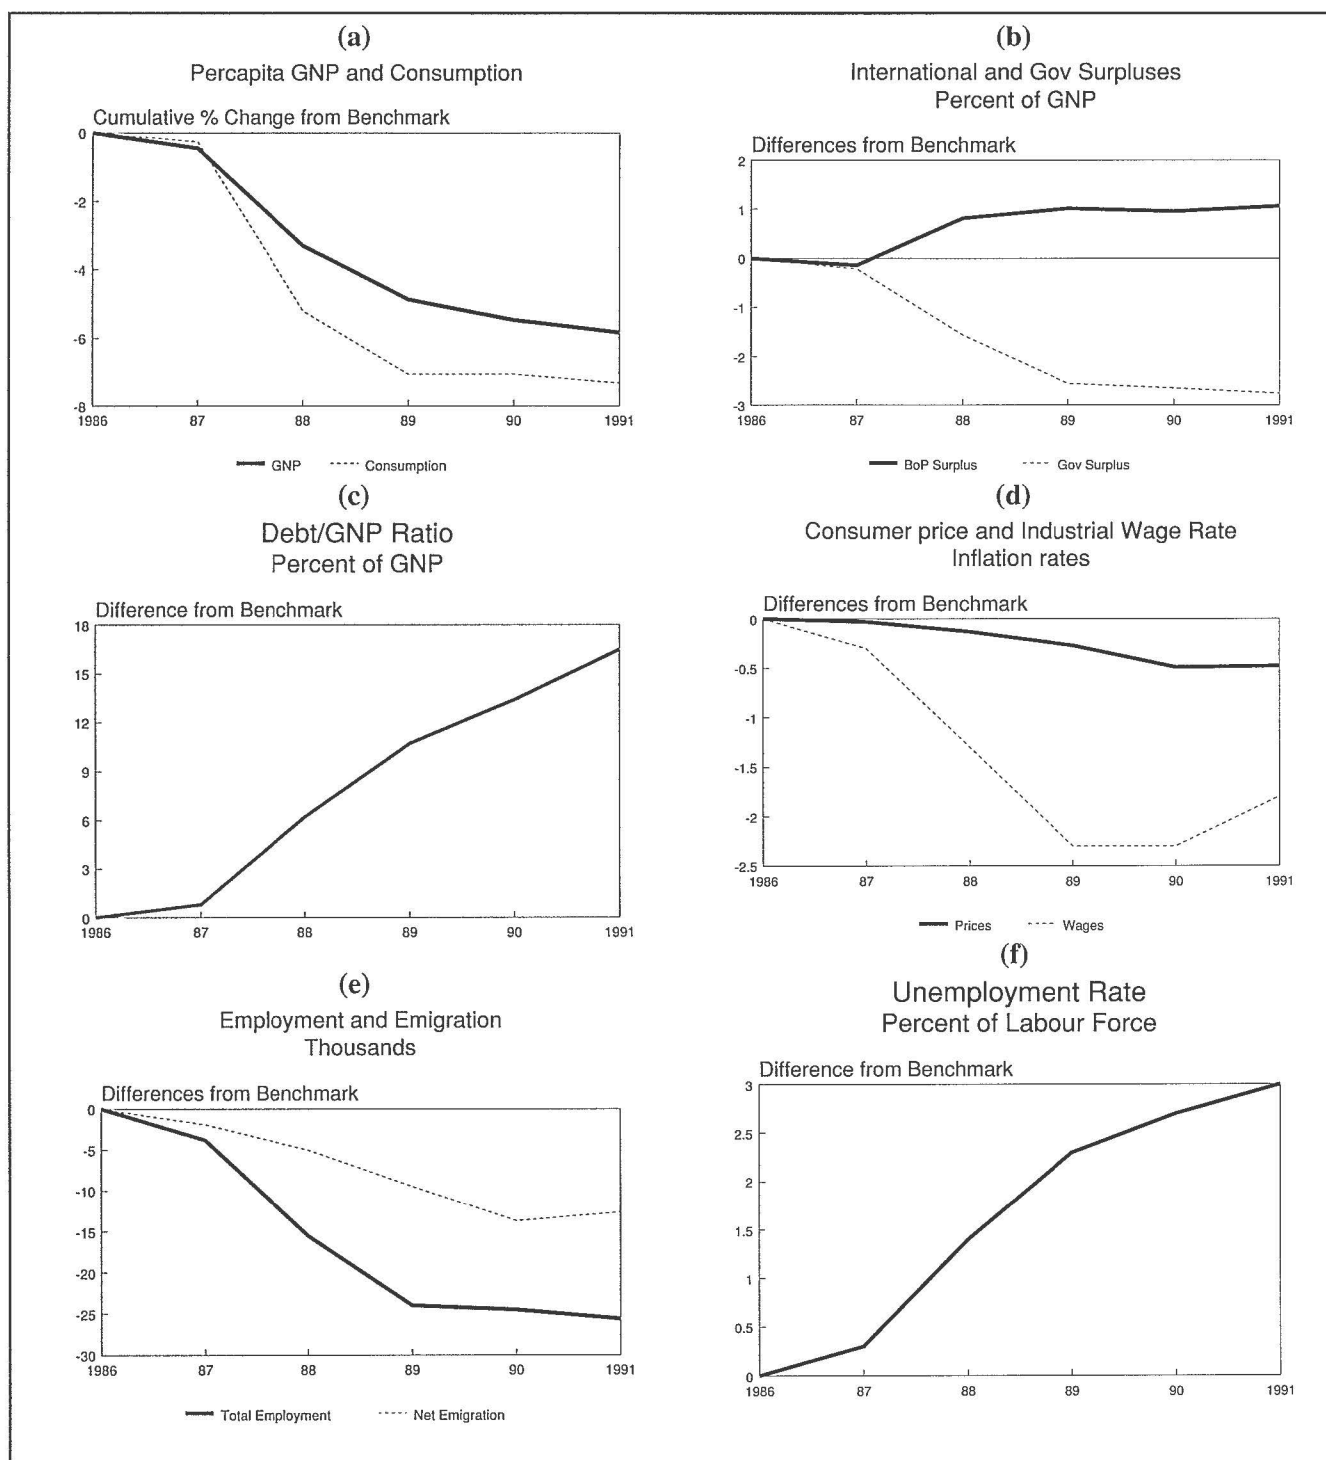 (a)
Percapita GNP and Consumption
Cumulative % Change from Benchmark
0
-2
-4
-6
-8
1986 87 88 89 90 1991
GNP Consumption
(b)
International and Gov Surpluses
Percent of GNP
Differences from Benchmark
2
1
0
-1
-2
-3
1986 87 88 89 90 1991
BoP Surplus Gov Surplus
(c)
Debt/GNP Ratio
Percent of GNP
Difference from Benchmark
18
15
12
9
6
3
0
1986 87 88 89 90 1991
(d)
Consumer price and Industrial Wage Rate
Inflation rates
Differences from Benchmark
0
-0.5
-1
-1.5
-2
-2.5
1986 87 88 89 90 1991
Prices Wages
(e)
Employment and Emigration
Thousands
Differences from Benchmark
0
-5
-10
-15
-20
-25
-30
1986 87 88 89 90 1991
Total Employment Net Emigration
(f)
Unemployment Rate
Percent of Labour Force
Difference from Benchmark
3
2.5
2
1.5
1
0.5
0
1986 87 88 89 90 1991